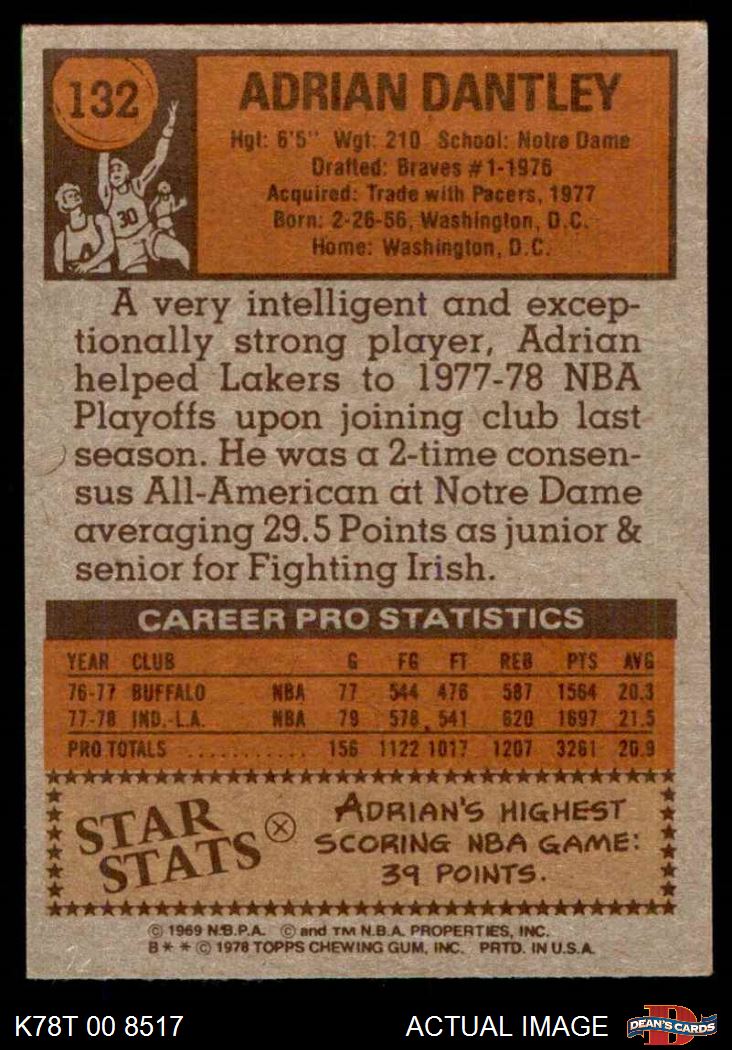 132
30
ADRIAN DANTLEY
Hgt: 6'5" Wgt: 210 School: Notre Dame
Drafted: Braves #1-1976
Acquired: Trade with Pacers, 1977
Born: 2-26-56, Washington, D.C.
Home: Washington, D.C.
A very intelligent and excep-
tionally strong player, Adrian
helped Lakers to 1977-78 NBA
Playoffs upon joining club last
season. He was a 2-time consen-
sus All-American at Notre Dame
averaging 29.5 Points as junior &
senior for Fighting Irish.
CAREER PRO STATISTICS
YEAR CLUB G FG FT REB PTS AVG
76-77 BUFFALO NBA 77 544 476 587 1564 20.3
77-78 IND.-L.A. NBA 79 578 541 620 1697 21.5
PRO TOTALS ........... 156 1122 1017 1207 3261 20.9
STAR STATS
ADRIAN'S HIGHEST
SCORING NBA GAME:
39 POINTS.
© 1969 N.B.P.A. © and TM N.B.A. PROPERTIES, INC.
B * * © 1978 TOPPS CHEWING GUM, INC. PRTD. IN U.S.A.
K78T 00 8517 ACTUAL IMAGE D DEAN'S CARDS